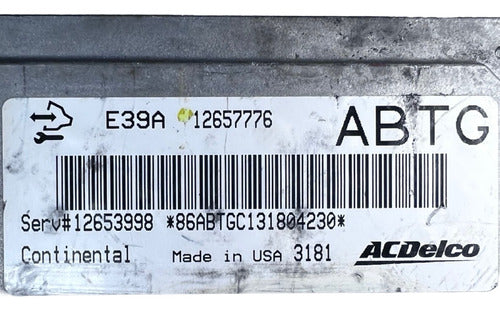 E39A 12657776 ABTG
Serv#12653998 *86ABTGC131804230*
Continental Made in USA 3181 ACDelco